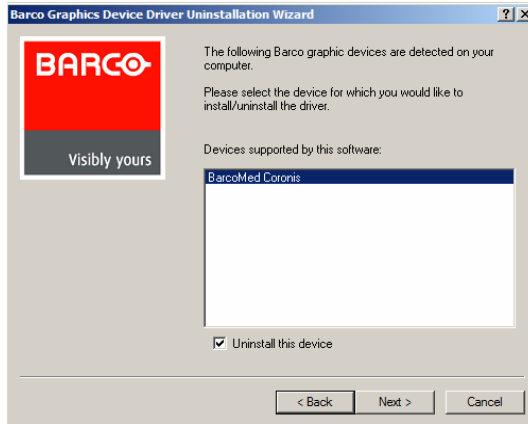 Barco Graphics Device Driver Uninstallation Wizard
BARCO
Visibly yours
The following Barco graphic devices are detected on your
computer.
Please select the device for which you would like to
install/uninstall the driver.
Devices supported by this software:
BarcoMed Coronis
Uninstall this device
< Back
Next >
Cancel